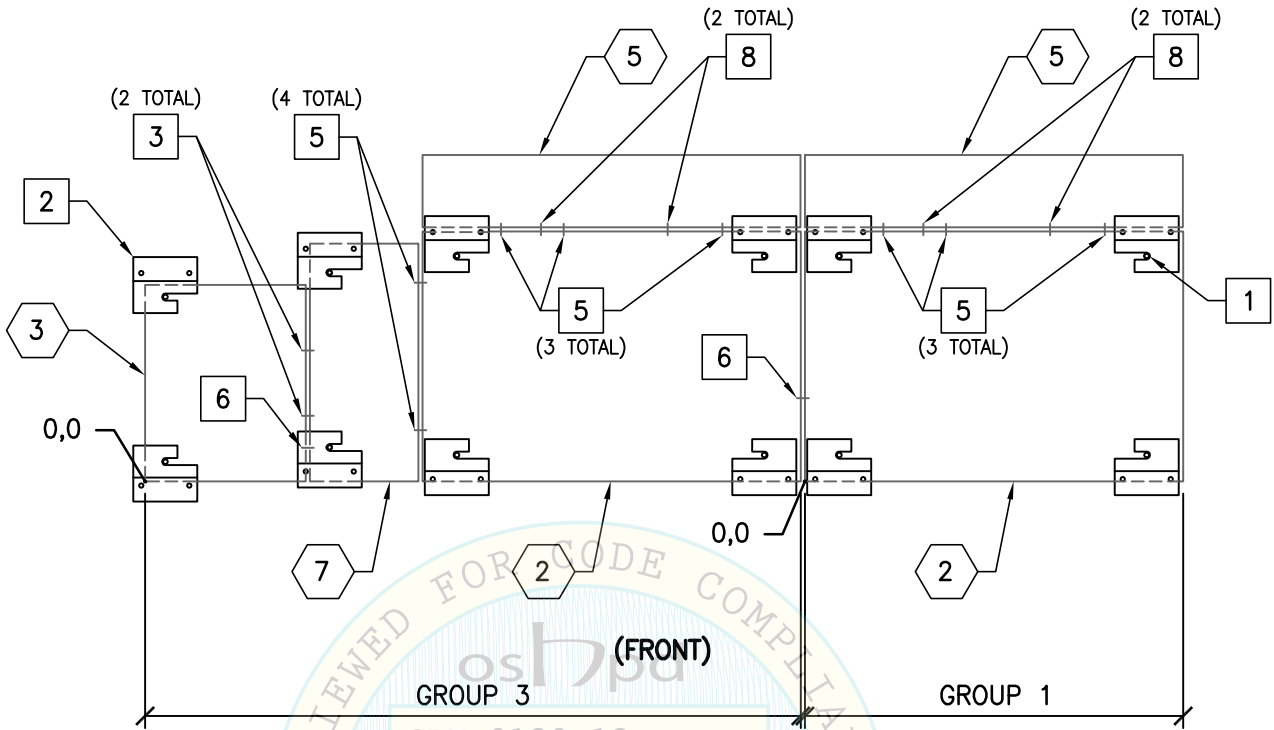 (2 TOTAL) (2 TOTAL)
5 8 5 8
(2 TOTAL) (4 TOTAL)
3 5
2
1
5 5
3
(3 TOTAL) (3 TOTAL)
6
6
0,0
0,0
7 2 2
REVIEWED FOR CODE COMPLIA
(FRONT)
oshpd
GROUP 3 GROUP 1